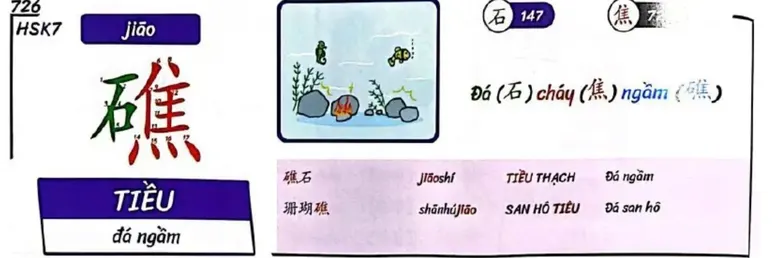 726
HSK7
jiāo
礁
TIỀU
đá ngầm
石 147
焦
Đá (石) cháy (焦) ngầm (礁)
礁石 jiāoshí TIỀU THẠCH Đá ngầm
珊瑚礁 shānhújiāo SAN HÔ TIỀU Đá san hô